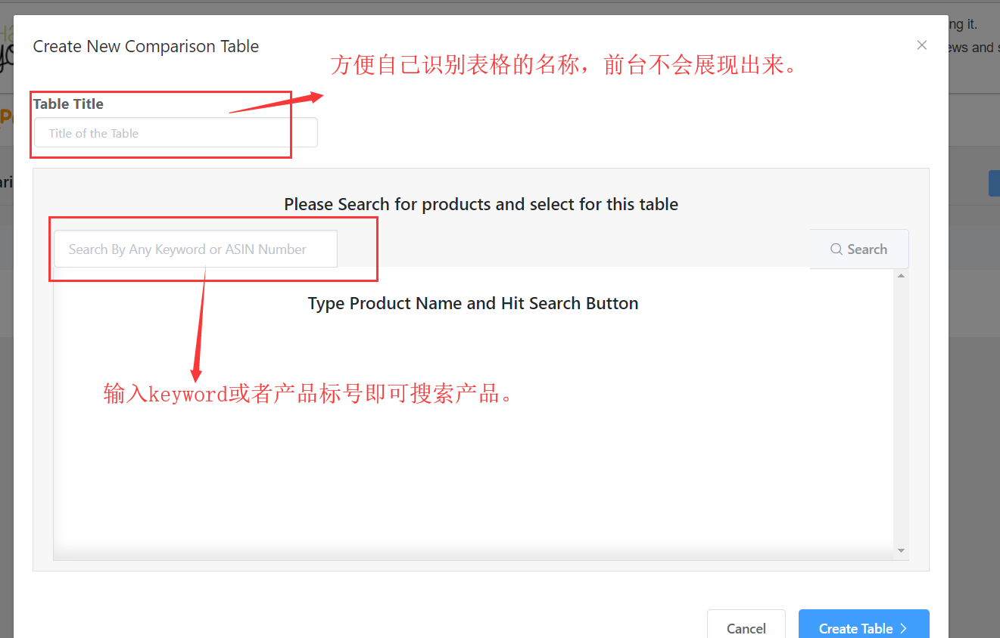 Create New Comparison Table
方便自己识别表格的名称，前台不会展现出来。
Table Title
Title of the Table
Please Search for products and select for this table
Search By Any Keyword or ASIN Number
Search
Type Product Name and Hit Search Button
输入keyword或者产品标号即可搜索产品。
Cancel
Create Table